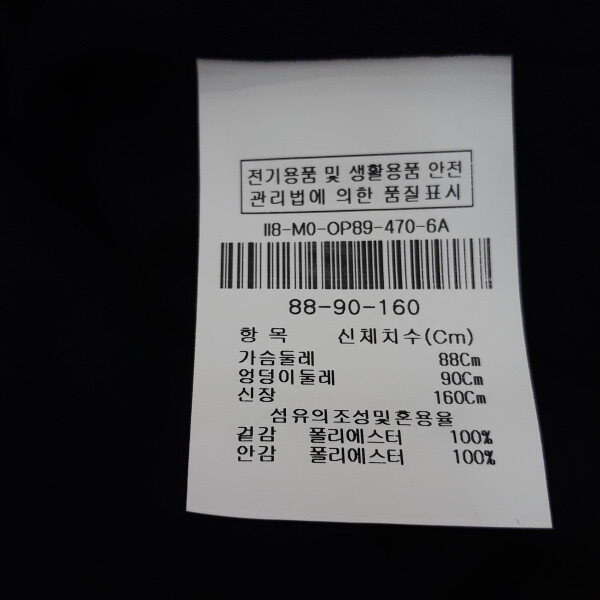 전기용품 및 생활용품 안전
관리법에 의한 품질표시
II8-M0-OP89-470-6A
88-90-160
항 목 신체치수(Cm)
가슴둘레 88Cm
엉덩이둘레 90Cm
신장 160Cm
섬유의조성및혼용율
겉감 폴리에스터 100%
안감 폴리에스터 100%